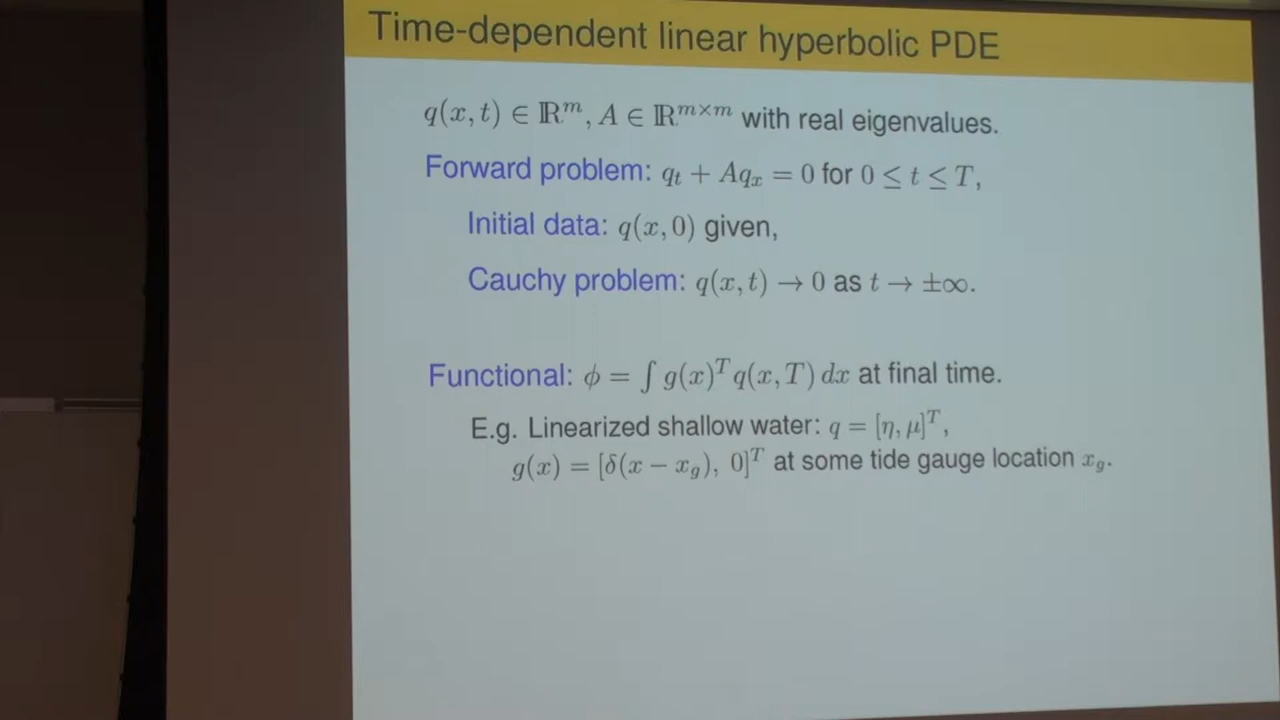 Time-dependent linear hyperbolic PDE
q(x, t) ∈ ℝ^m, A ∈ ℝ^{m×m} with real eigenvalues.
Forward problem: q_t + Aq_x = 0 for 0 ≤ t ≤ T,
Initial data: q(x, 0) given,
Cauchy problem: q(x, t) → 0 as t → ±∞.
Functional: ϕ = ∫ g(x)^T q(x, T) dx at final time.
E.g. Linearized shallow water: q = [η, μ]^T,
g(x) = [δ(x − x_g), 0]^T at some tide gauge location x_g.